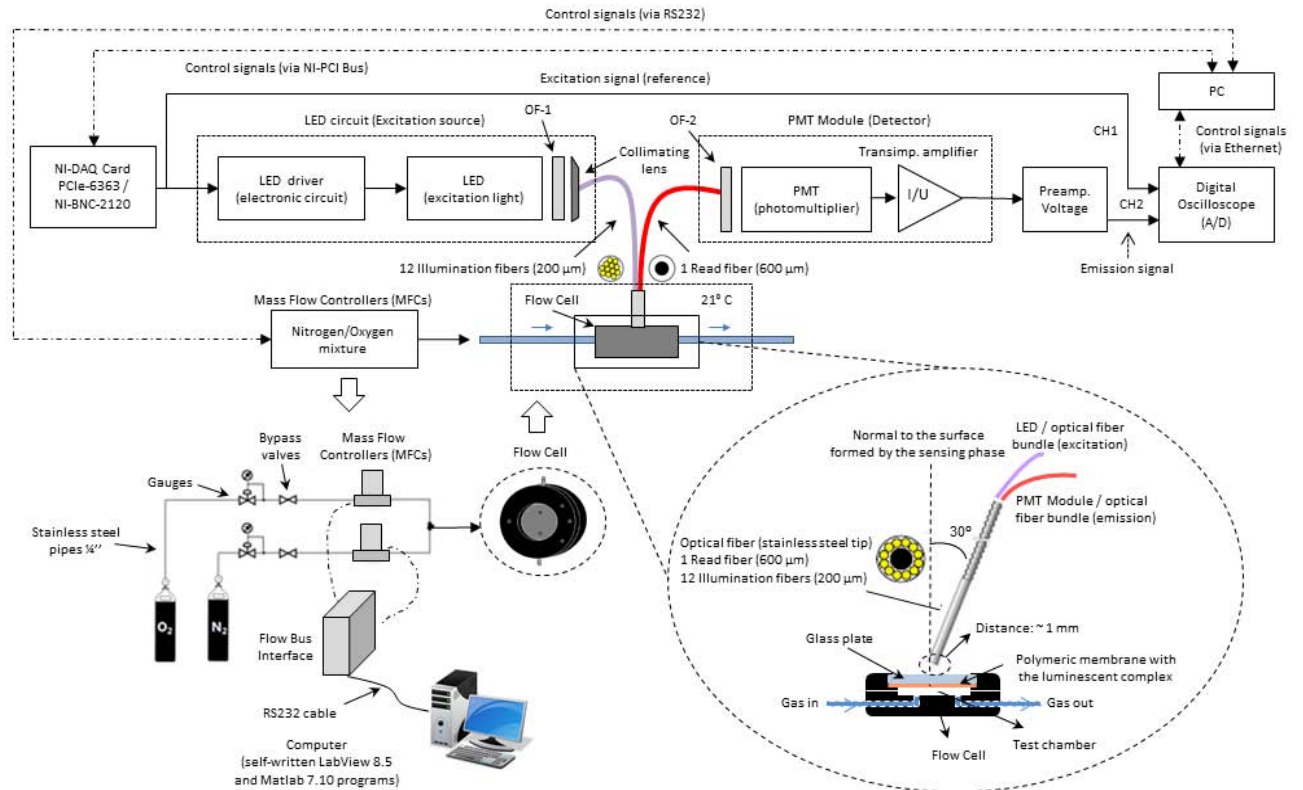 Control signals (via RS232)
Control signals (via NI-PCI Bus)
Excitation signal (reference)
PC
OF-1
OF-2
LED circuit (Excitation source)
PMT Module (Detector)
CH1
Control signals
(via Ethernet)
NI-DAQ Card
PCIe-6363 /
NI-BNC-2120
LED driver
(electronic circuit)
LED
(excitation light)
Collimating
lens
PMT
(photomultiplier)
Transimp. amplifier
I/U
Preamp.
Voltage
CH2
Digital
Oscilloscope
(A/D)
12 Illumination fibers (200 µm)
1 Read fiber (600 µm)
Emission signal
Mass Flow Controllers (MFCs)
Nitrogen/Oxygen
mixture
Flow Cell
21⁰ C
Bypass
valves
Mass Flow
Controllers (MFCs)
Flow Cell
Gauges
Stainless steel
pipes ¼’’
O2
N2
Flow Bus
Interface
RS232 cable
Computer
(self-written LabView 8.5
and Matlab 7.10 programs)
Normal to the surface
formed by the sensing phase
LED / optical fiber
bundle (excitation)
PMT Module / optical
fiber bundle (emission)
30⁰
Optical fiber (stainless steel tip)
1 Read fiber (600 µm)
12 Illumination fibers (200 µm)
Distance: ~ 1 mm
Glass plate
Polymeric membrane with
the luminescent complex
Gas in
Gas out
Test chamber
Flow Cell